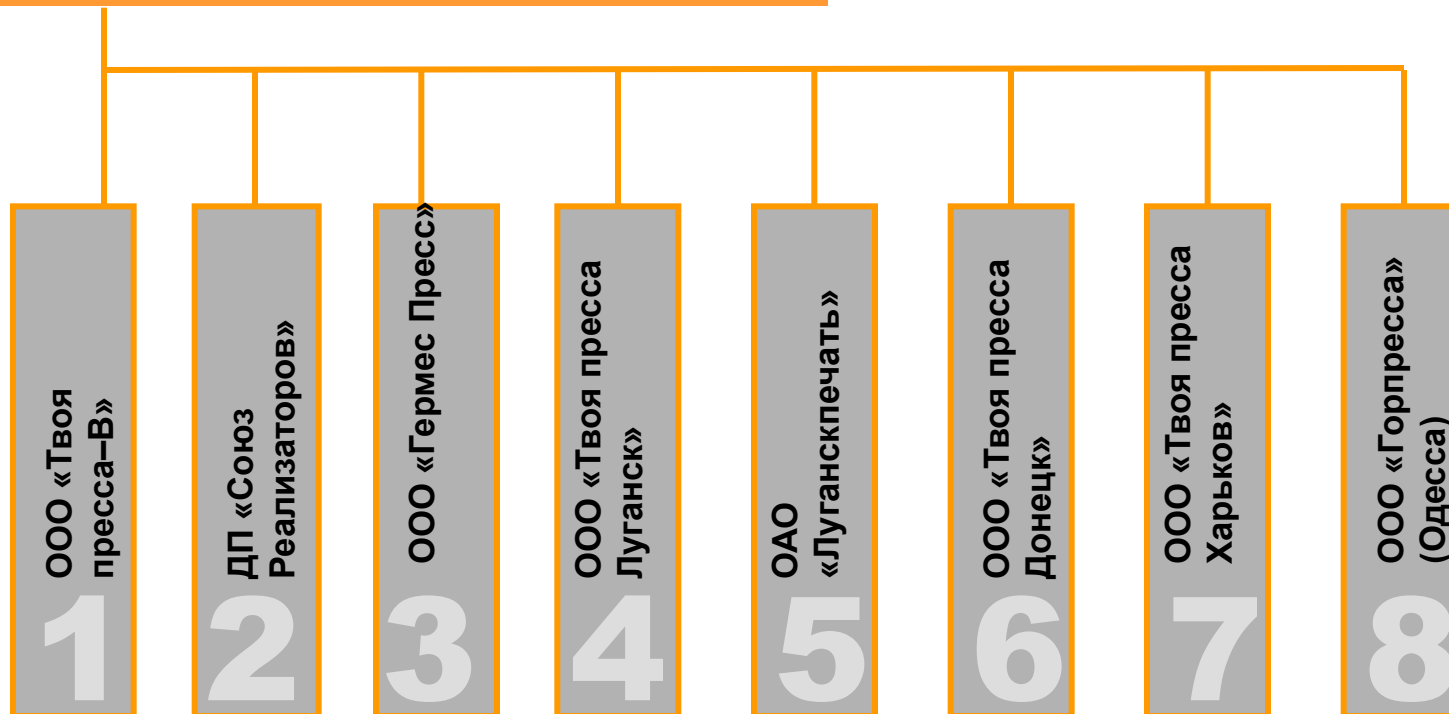 ООО «Твоя
пресса–В»
1
ДП «Союз
Реализаторов»
2
ООО «Гермес Пресс»
3
ООО «Твоя пресса
Луганск»
4
ОАО
«Луганскпечать»
5
ООО «Твоя пресса
Донецк»
6
ООО «Твоя пресса
Харьков»
7
ООО «Горпресса»
(Одесса)
8